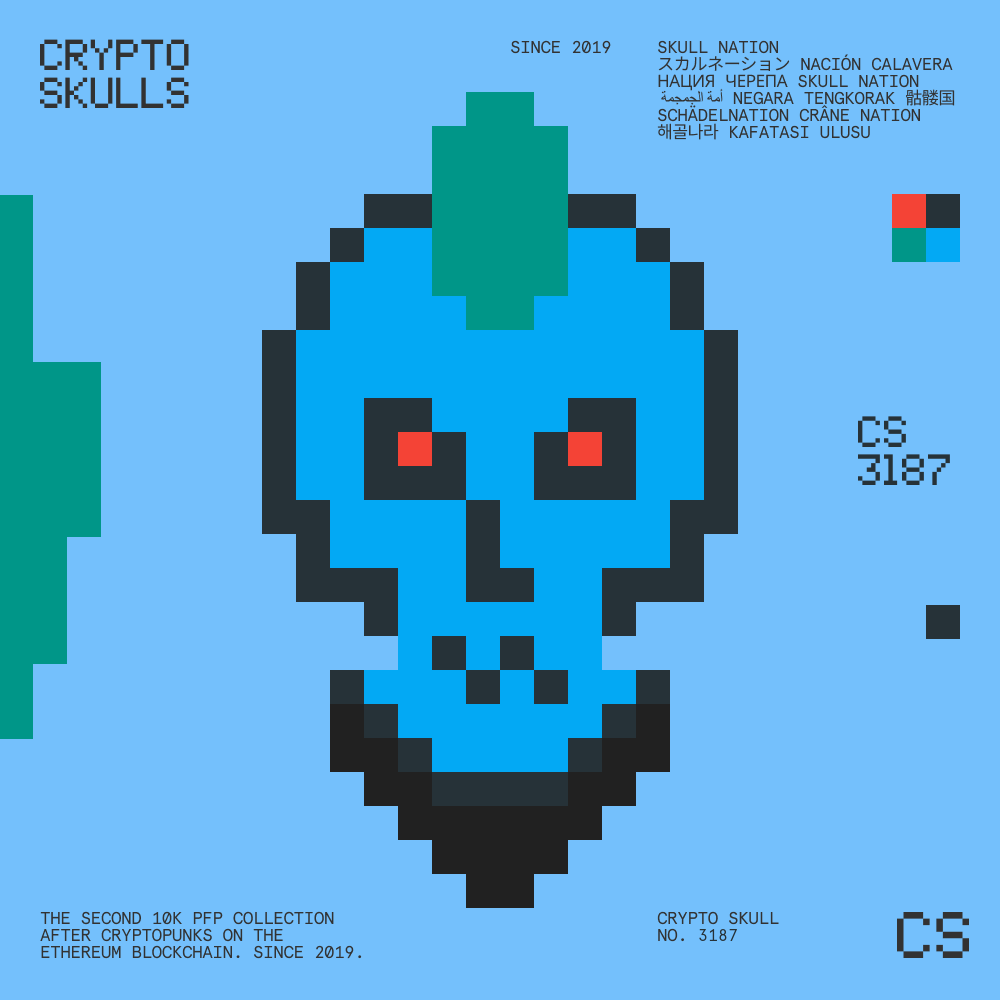 CRYPTO
SKULLS
SINCE 2019
SKULL NATION
スカルネーション NACIÓN CALAVERA
НАЦИЯ ЧЕРЕПА SKULL NATION
أمة الجمجمة NEGARA TENGKORAK 骷髅国
SCHÄDELNATION CRÂNE NATION
해골나라 KAFATASI ULUSU
CS
3187
THE SECOND 10K PFP COLLECTION
AFTER CRYPTOPUNKS ON THE
ETHEREUM BLOCKCHAIN. SINCE 2019.
CRYPTO SKULL
NO. 3187
CS